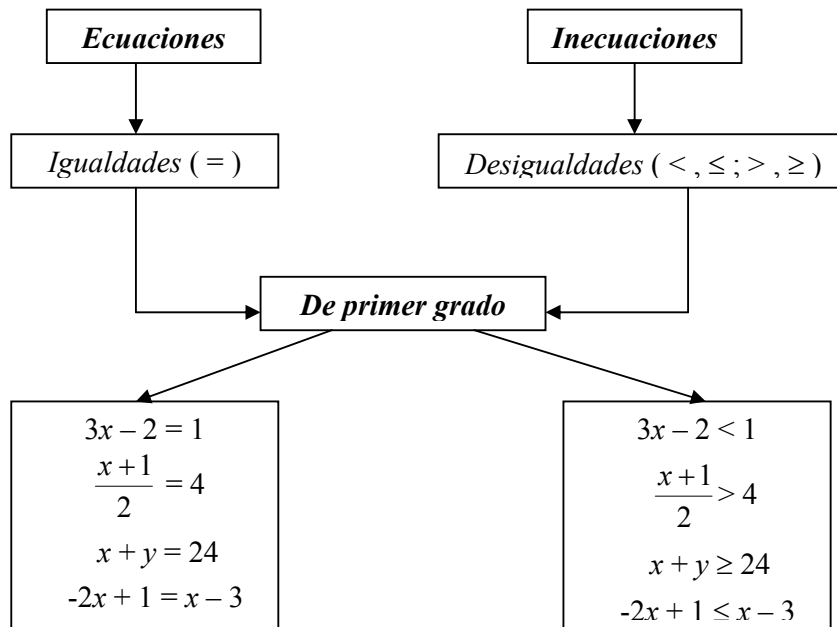 Ecuaciones
Inecuaciones
Igualdades ( = )
Desigualdades ( < , ≤ ; > , ≥ )
De primer grado
3x – 2 = 1
x + 1
2
= 4
x + y = 24
-2x + 1 = x – 3
3x – 2 < 1
x + 1
2
> 4
x + y ≥ 24
-2x + 1 ≤ x – 3